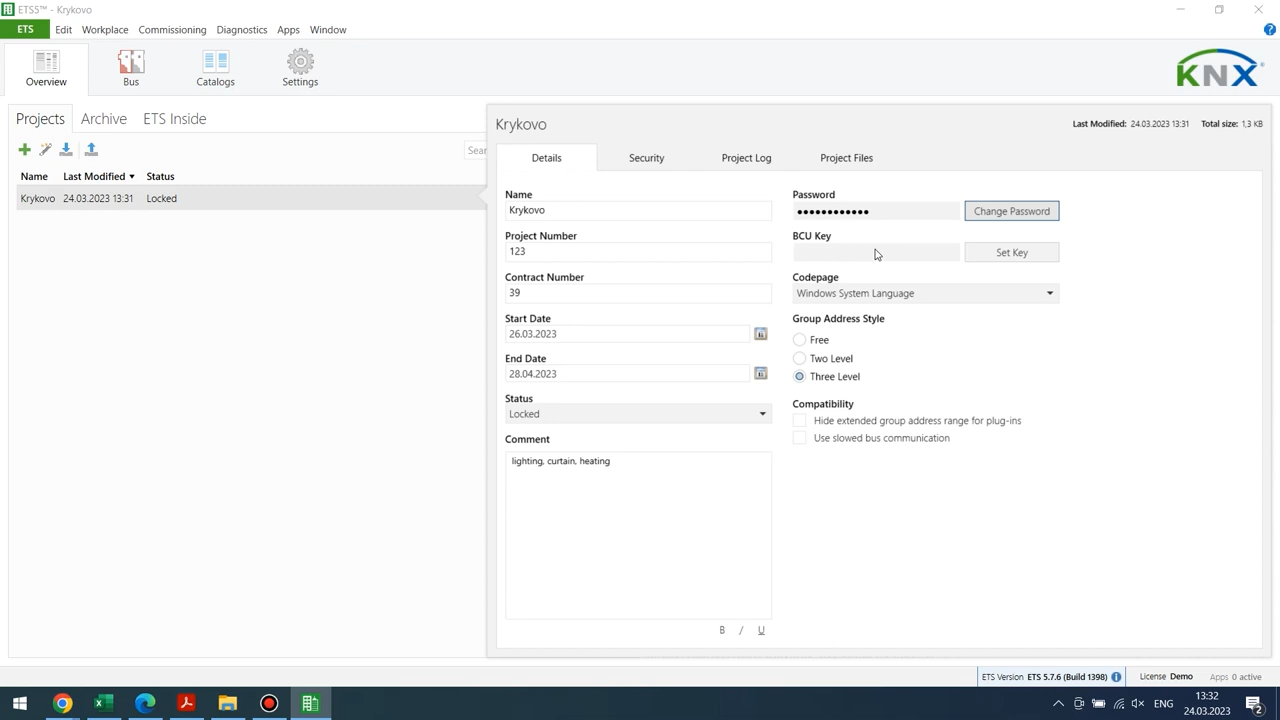 ETS5™ - Krykovo
ETS Edit Workplace Commissioning Diagnostics Apps Window
Overview Bus Catalogs Settings
KNX
Projects Archive ETS Inside
Sear
Name Last Modified Status
Krykovo 24.03.2023 13:31 Locked
Krykovo
Last Modified: 24.03.2023 13:31 Total size: 1,3 KB
Details Security Project Log Project Files
Name
Krykovo
Project Number
123
Contract Number
39
Start Date
26.03.2023
End Date
28.04.2023
Status
Locked
Comment
lighting, curtain, heating
B / U
Password
●●●●●●●●●●●● Change Password
BCU Key
Set Key
Codepage
Windows System Language
Group Address Style
Free
Two Level
Three Level
Compatibility
Hide extended group address range for plug-ins
Use slowed bus communication
ETS Version ETS 5.7.6 (Build 1398) License Demo Apps 0 active
ENG
13:32
24.03.2023
2